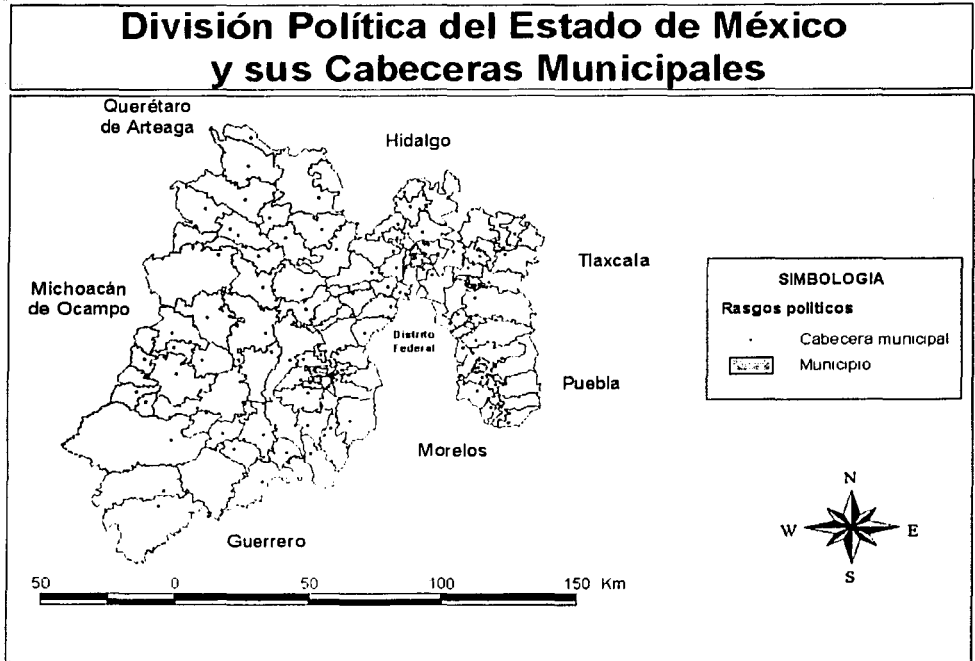 División Política del Estado de México
y sus Cabeceras Municipales
Querétaro
de Arteaga
Hidalgo
Tlaxcala
Michoacán
de Ocampo
Distrito
Federal
Puebla
Morelos
Guerrero
SIMBOLOGIA
Rasgos políticos
Cabecera municipal
Municipio
N
W
E
S
50
0
50
100
150 Km